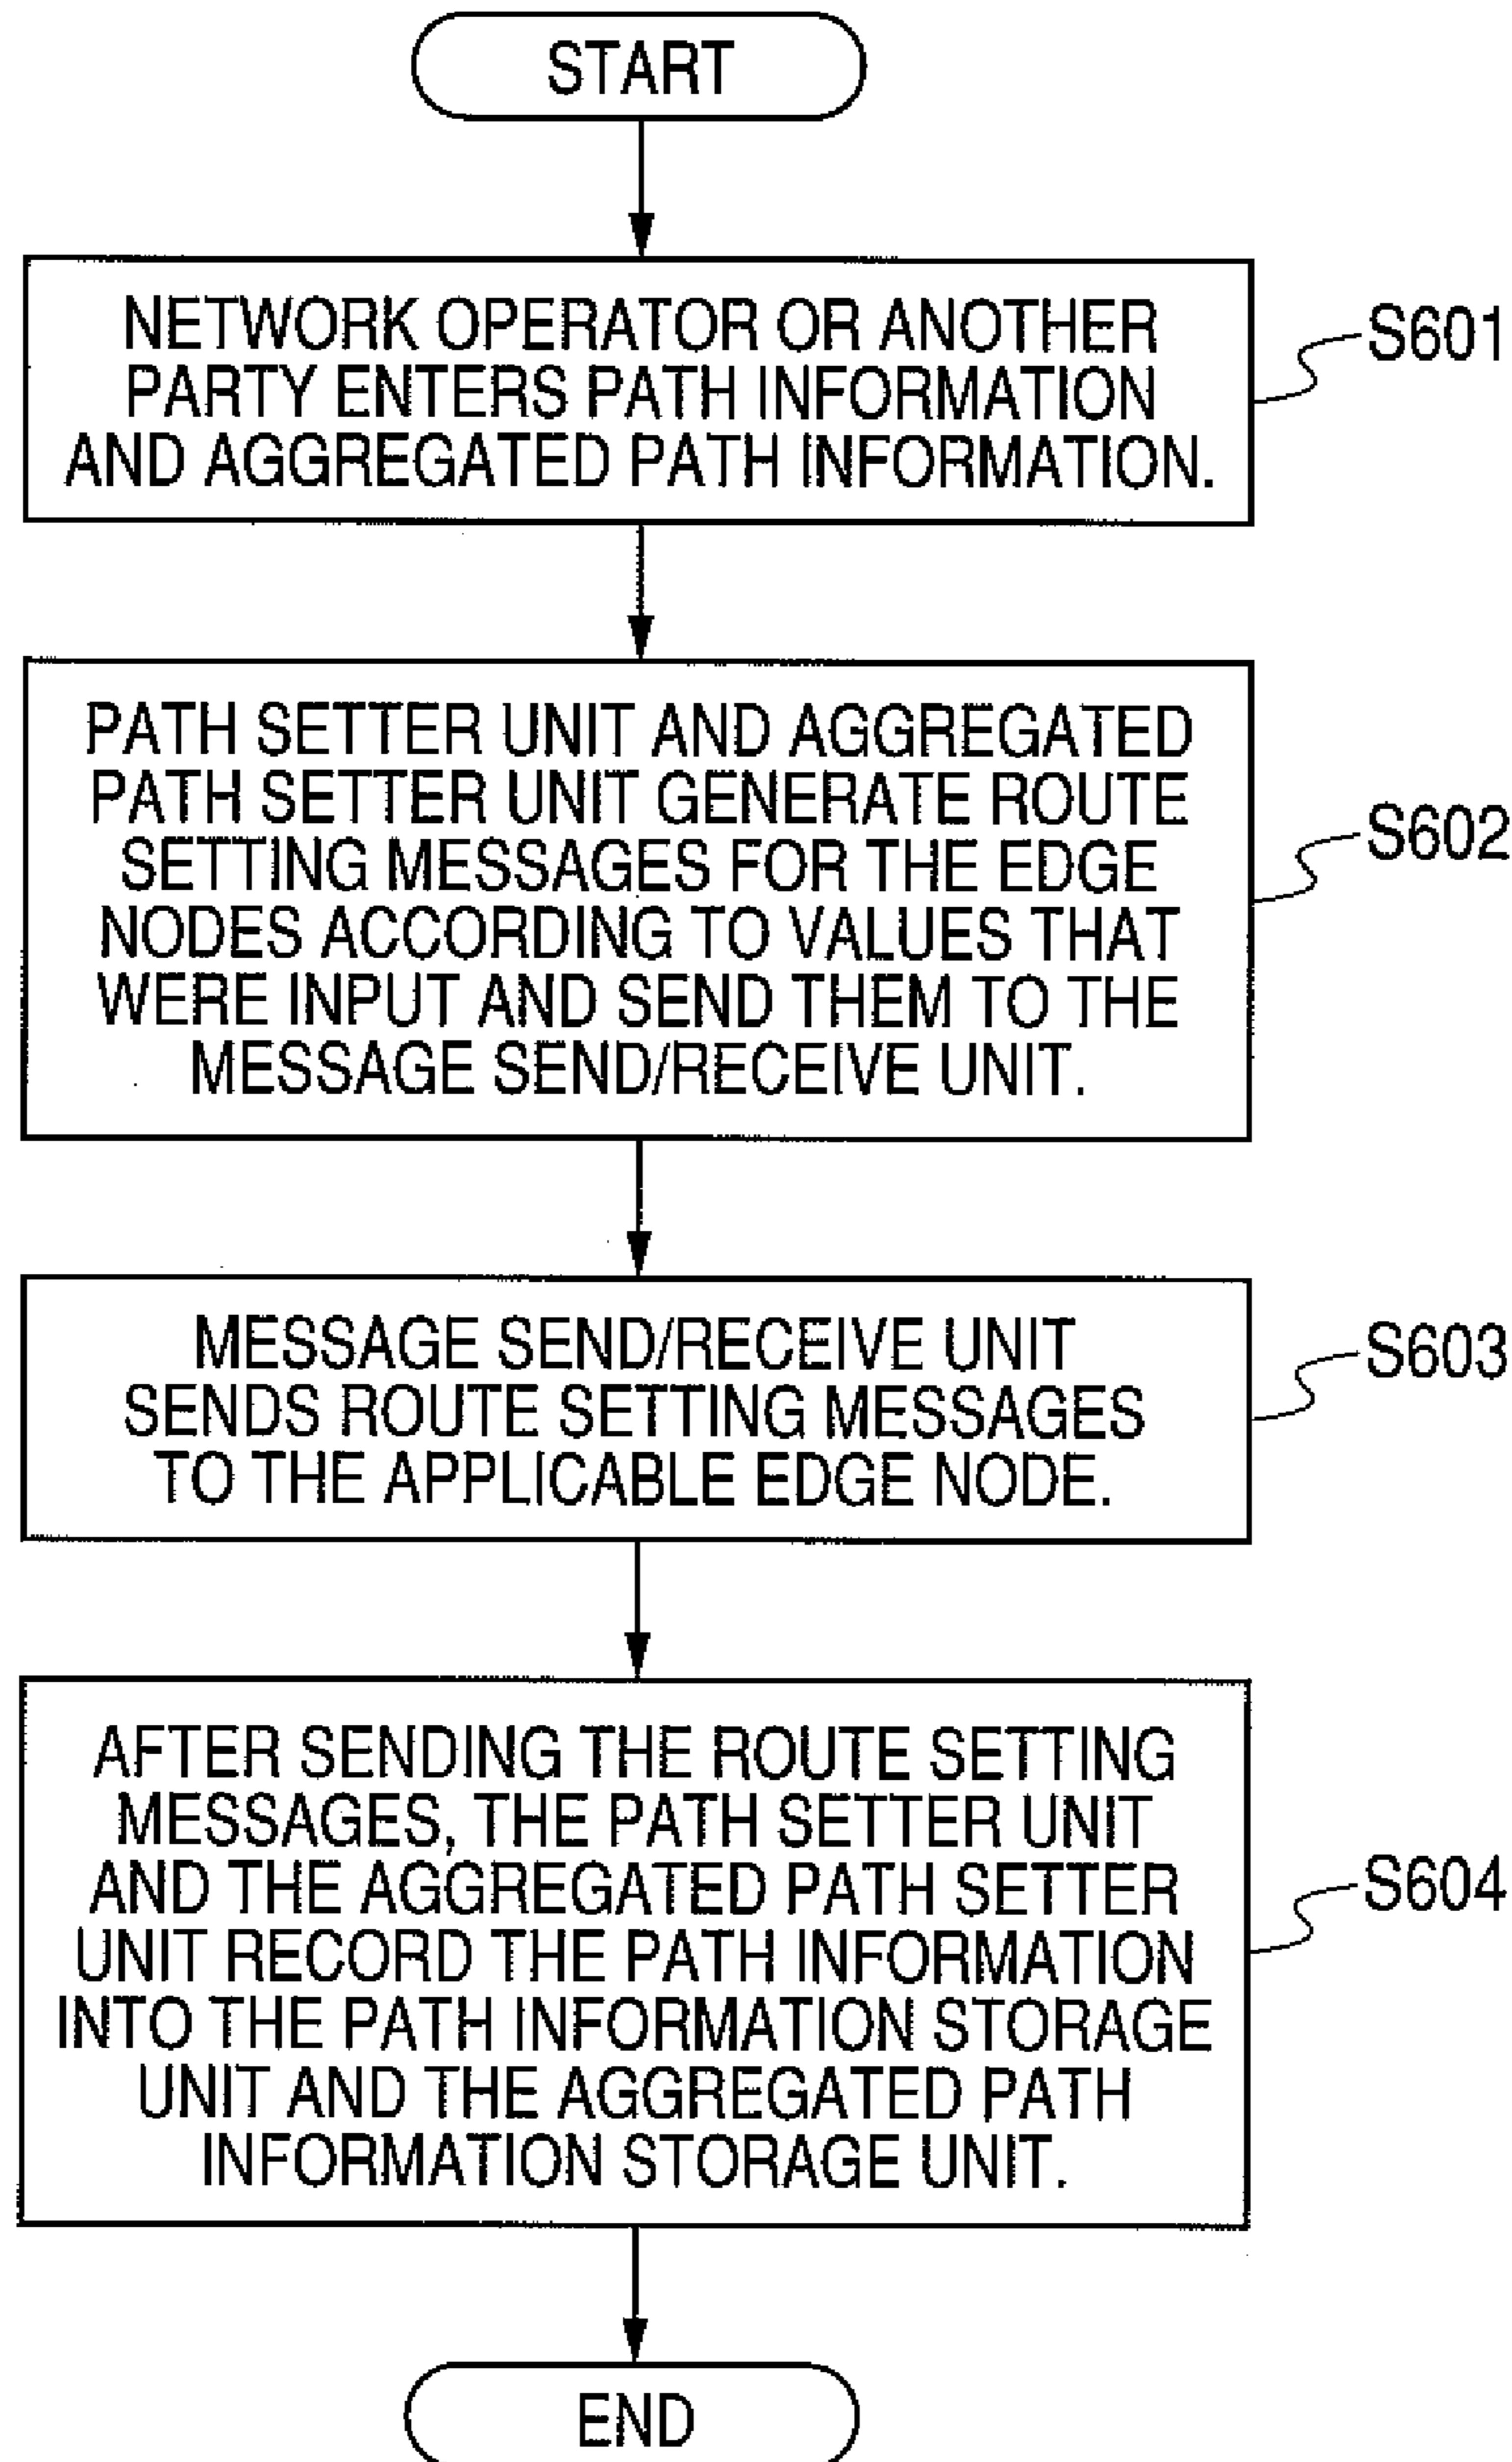 START
NETWORK OPERATOR OR ANOTHER
PARTY ENTERS PATH INFORMATION
AND AGGREGATED PATH INFORMATION.
S601
PATH SETTER UNIT AND AGGREGATED
PATH SETTER UNIT GENERATE ROUTE
SETTING MESSAGES FOR THE EDGE
NODES ACCORDING TO VALUES THAT
WERE INPUT AND SEND THEM TO THE
MESSAGE SEND/RECEIVE UNIT.
S602
MESSAGE SEND/RECEIVE UNIT
SENDS ROUTE SETTING MESSAGES
TO THE APPLICABLE EDGE NODE.
S603
AFTER SENDING THE ROUTE SETTING
MESSAGES, THE PATH SETTER UNIT
AND THE AGGREGATED PATH SETTER
UNIT RECORD THE PATH INFORMATION
INTO THE PATH INFORMATION STORAGE
UNIT AND THE AGGREGATED PATH
INFORMATION STORAGE UNIT.
S604
END